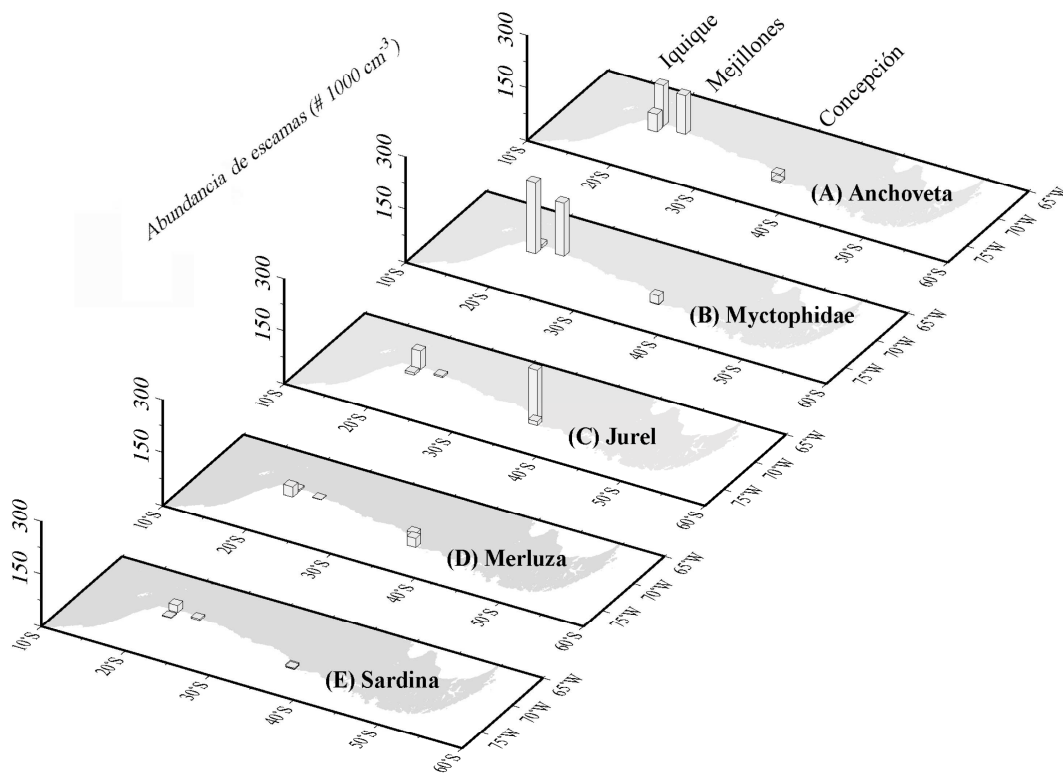 Abundancia de escamas (# 1000 cm⁻³)
Iquique
Mejillones
Concepción
300
150
10°S
20°S
30°S
40°S
50°S
60°S
75°W
70°W
65°W
(A) Anchoveta
300
150
10°S
20°S
30°S
40°S
50°S
60°S
75°W
70°W
65°W
(B) Myctophidae
300
150
10°S
20°S
30°S
40°S
50°S
60°S
75°W
70°W
65°W
(C) Jurel
300
150
10°S
20°S
30°S
40°S
50°S
60°S
75°W
70°W
65°W
(D) Merluza
300
150
10°S
20°S
30°S
40°S
50°S
60°S
75°W
70°W
65°W
(E) Sardina